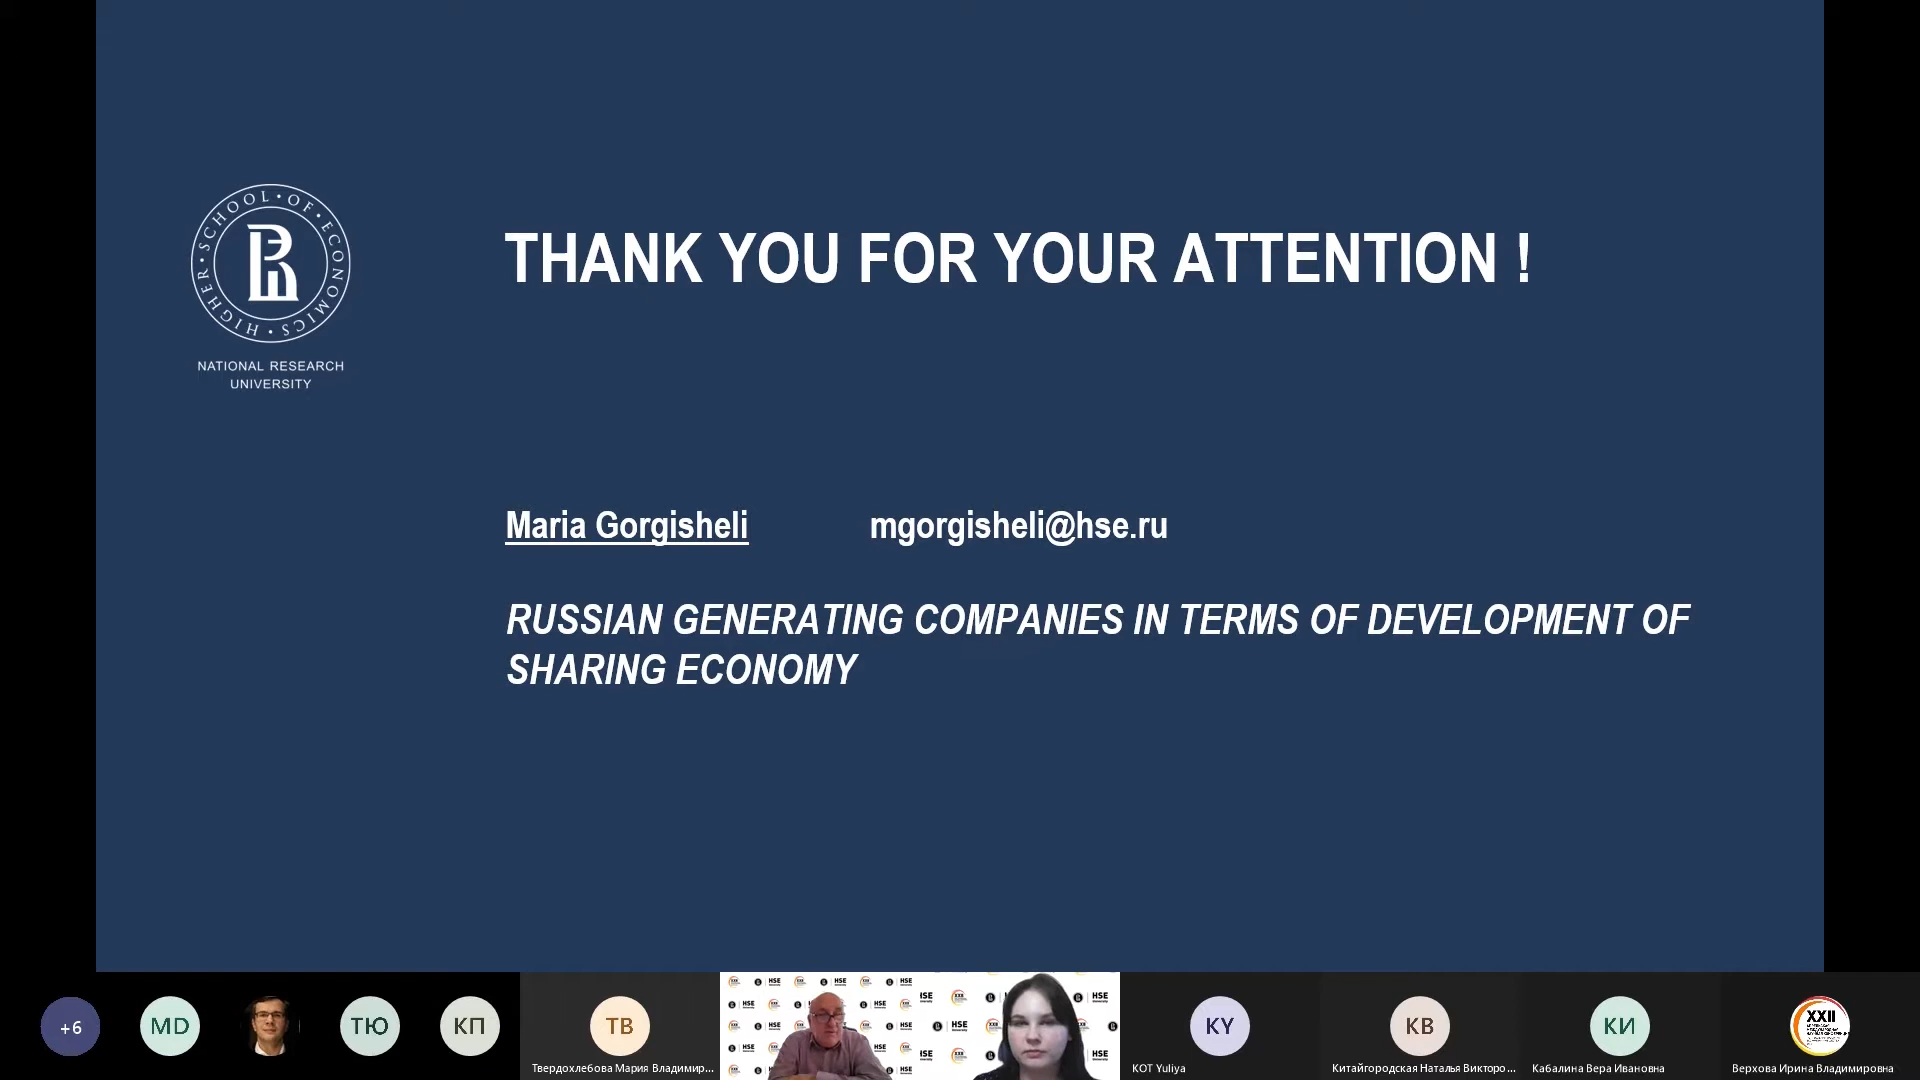 HIGHER • SCHOOL • OF • ECONOMICS •
NATIONAL RESEARCH
UNIVERSITY
THANK YOU FOR YOUR ATTENTION !
Maria Gorgisheli mgorgisheli@hse.ru
RUSSIAN GENERATING COMPANIES IN TERMS OF DEVELOPMENT OF
SHARING ECONOMY
+6
MD
ТЮ
КП
ТВ
Твердохлебова Мария Владимир...
HSE
KY
KOT Yuliya
КВ
Китайгородская Наталья Викторо...
КИ
Кабалина Вера Ивановна
XXII
Верхова Ирина Владимировна